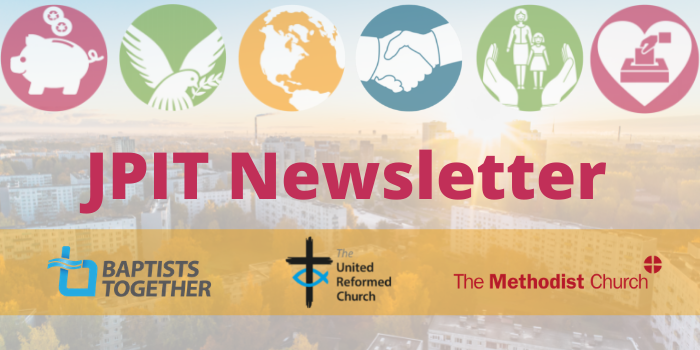 JPIT Newsletter
BAPTISTS
TOGETHER
The
United
Reformed
Church
The Methodist Church